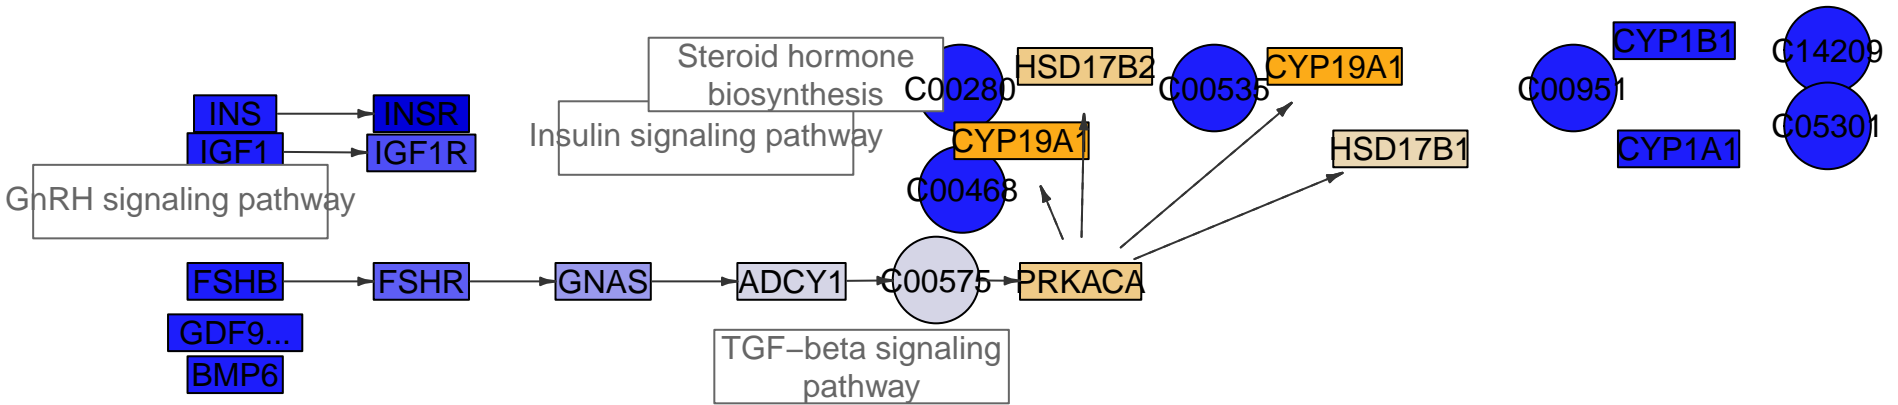 Steroid hormone
biosynthesis
C00280
HSD17B2
C00535
CYP19A1
C00951
CYP1B1
C14209
INS
INSR
Insulin signaling pathway
CYP19A1
HSD17B1
CYP1A1
C05301
IGF1
IGF1R
GnRH signaling pathway
C00468
FSHB
FSHR
GNAS
ADCY1
C00575
PRKACA
GDF9...
BMP6
TGF−beta signaling
pathway